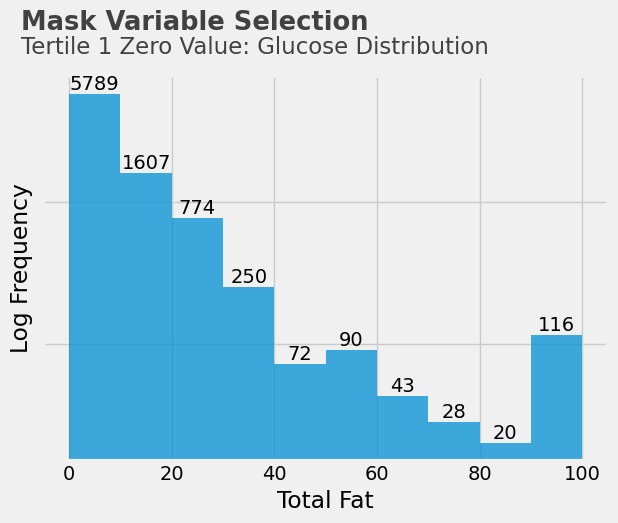 Mask Variable Selection
Tertile 1 Zero Value: Glucose Distribution
5789
1607
774
250
72
90
43
28
20
116
Log Frequency
0 20 40 60 80 100
Total Fat